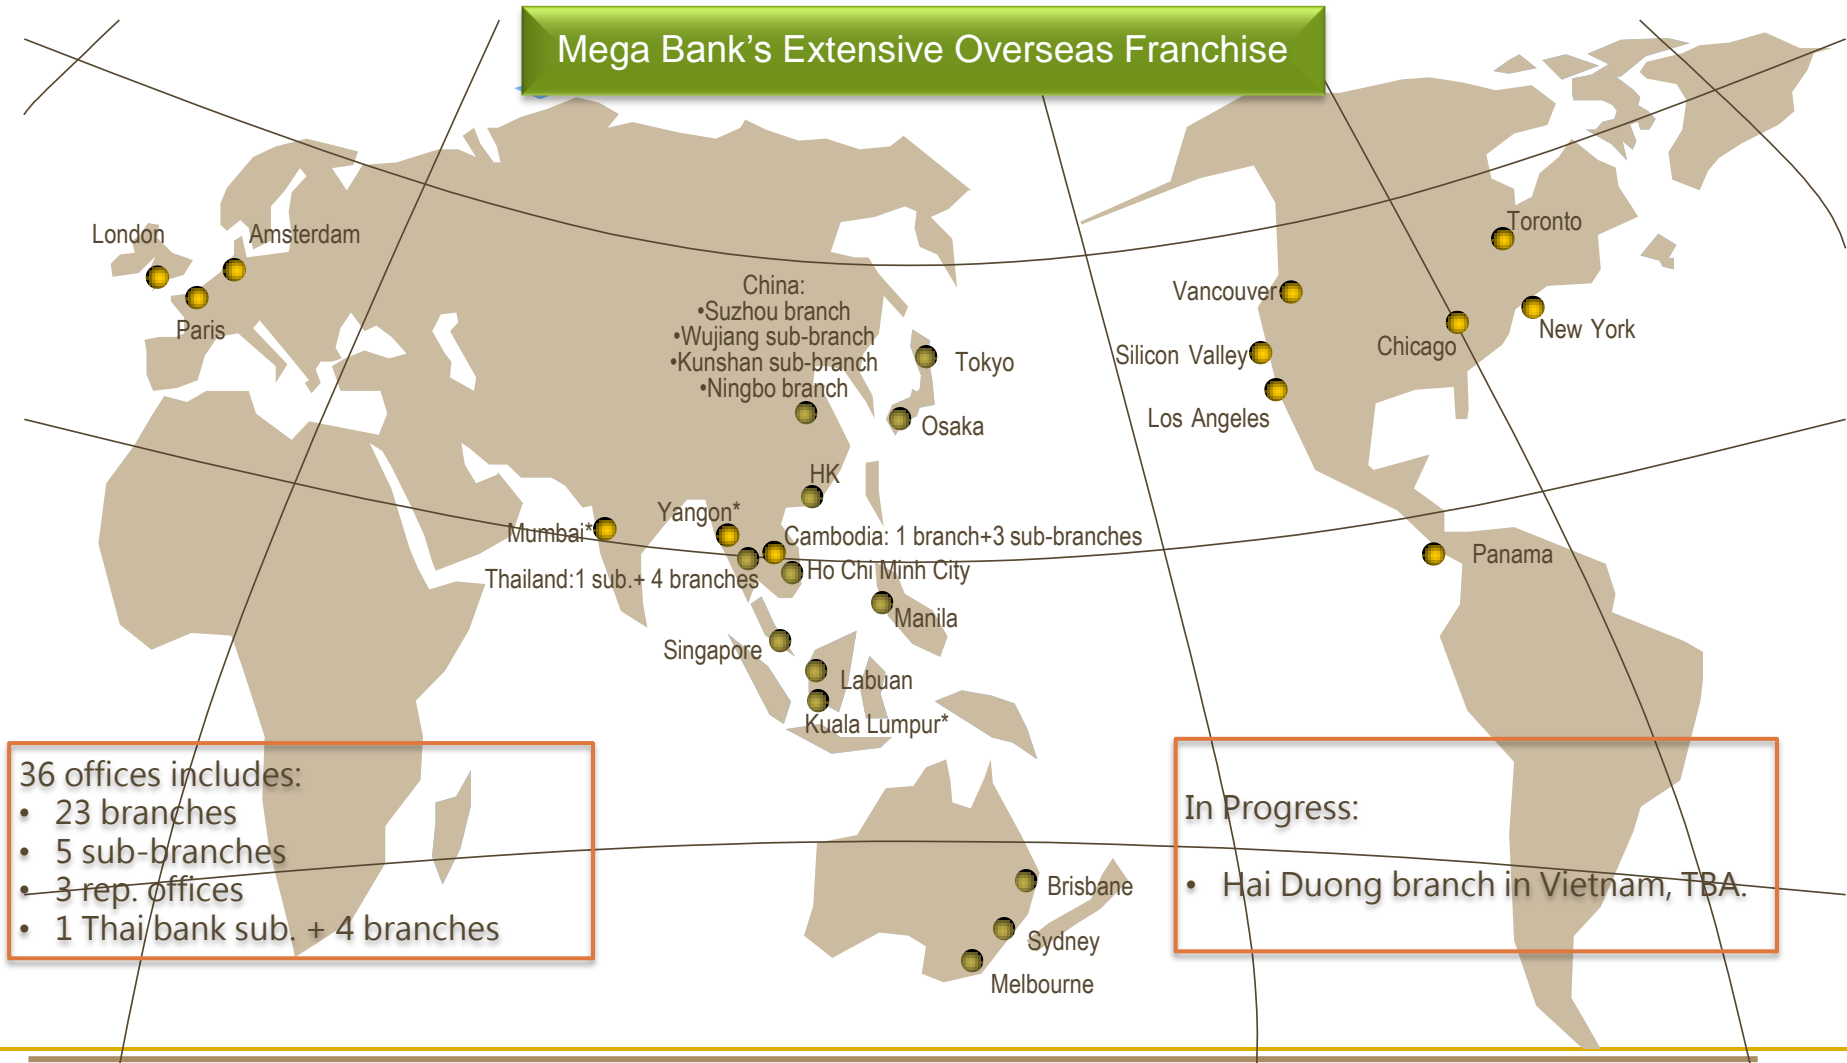 Mega Bank’s Extensive Overseas Franchise
London
Amsterdam
Paris
China:
•Suzhou branch
•Wujiang sub-branch
•Kunshan sub-branch
•Ningbo branch
Tokyo
Osaka
HK
Yangon*
Mumbai*
Cambodia: 1 branch+3 sub-branches
Thailand:1 sub.+ 4 branches
Ho Chi Minh City
Manila
Singapore
Labuan
Kuala Lumpur*
Brisbane
Sydney
Melbourne
Toronto
Vancouver
New York
Chicago
Silicon Valley
Los Angeles
Panama
36 offices includes:
• 23 branches
• 5 sub-branches
• 3 rep. offices
• 1 Thai bank sub. + 4 branches
In Progress:
• Hai Duong branch in Vietnam, TBA.